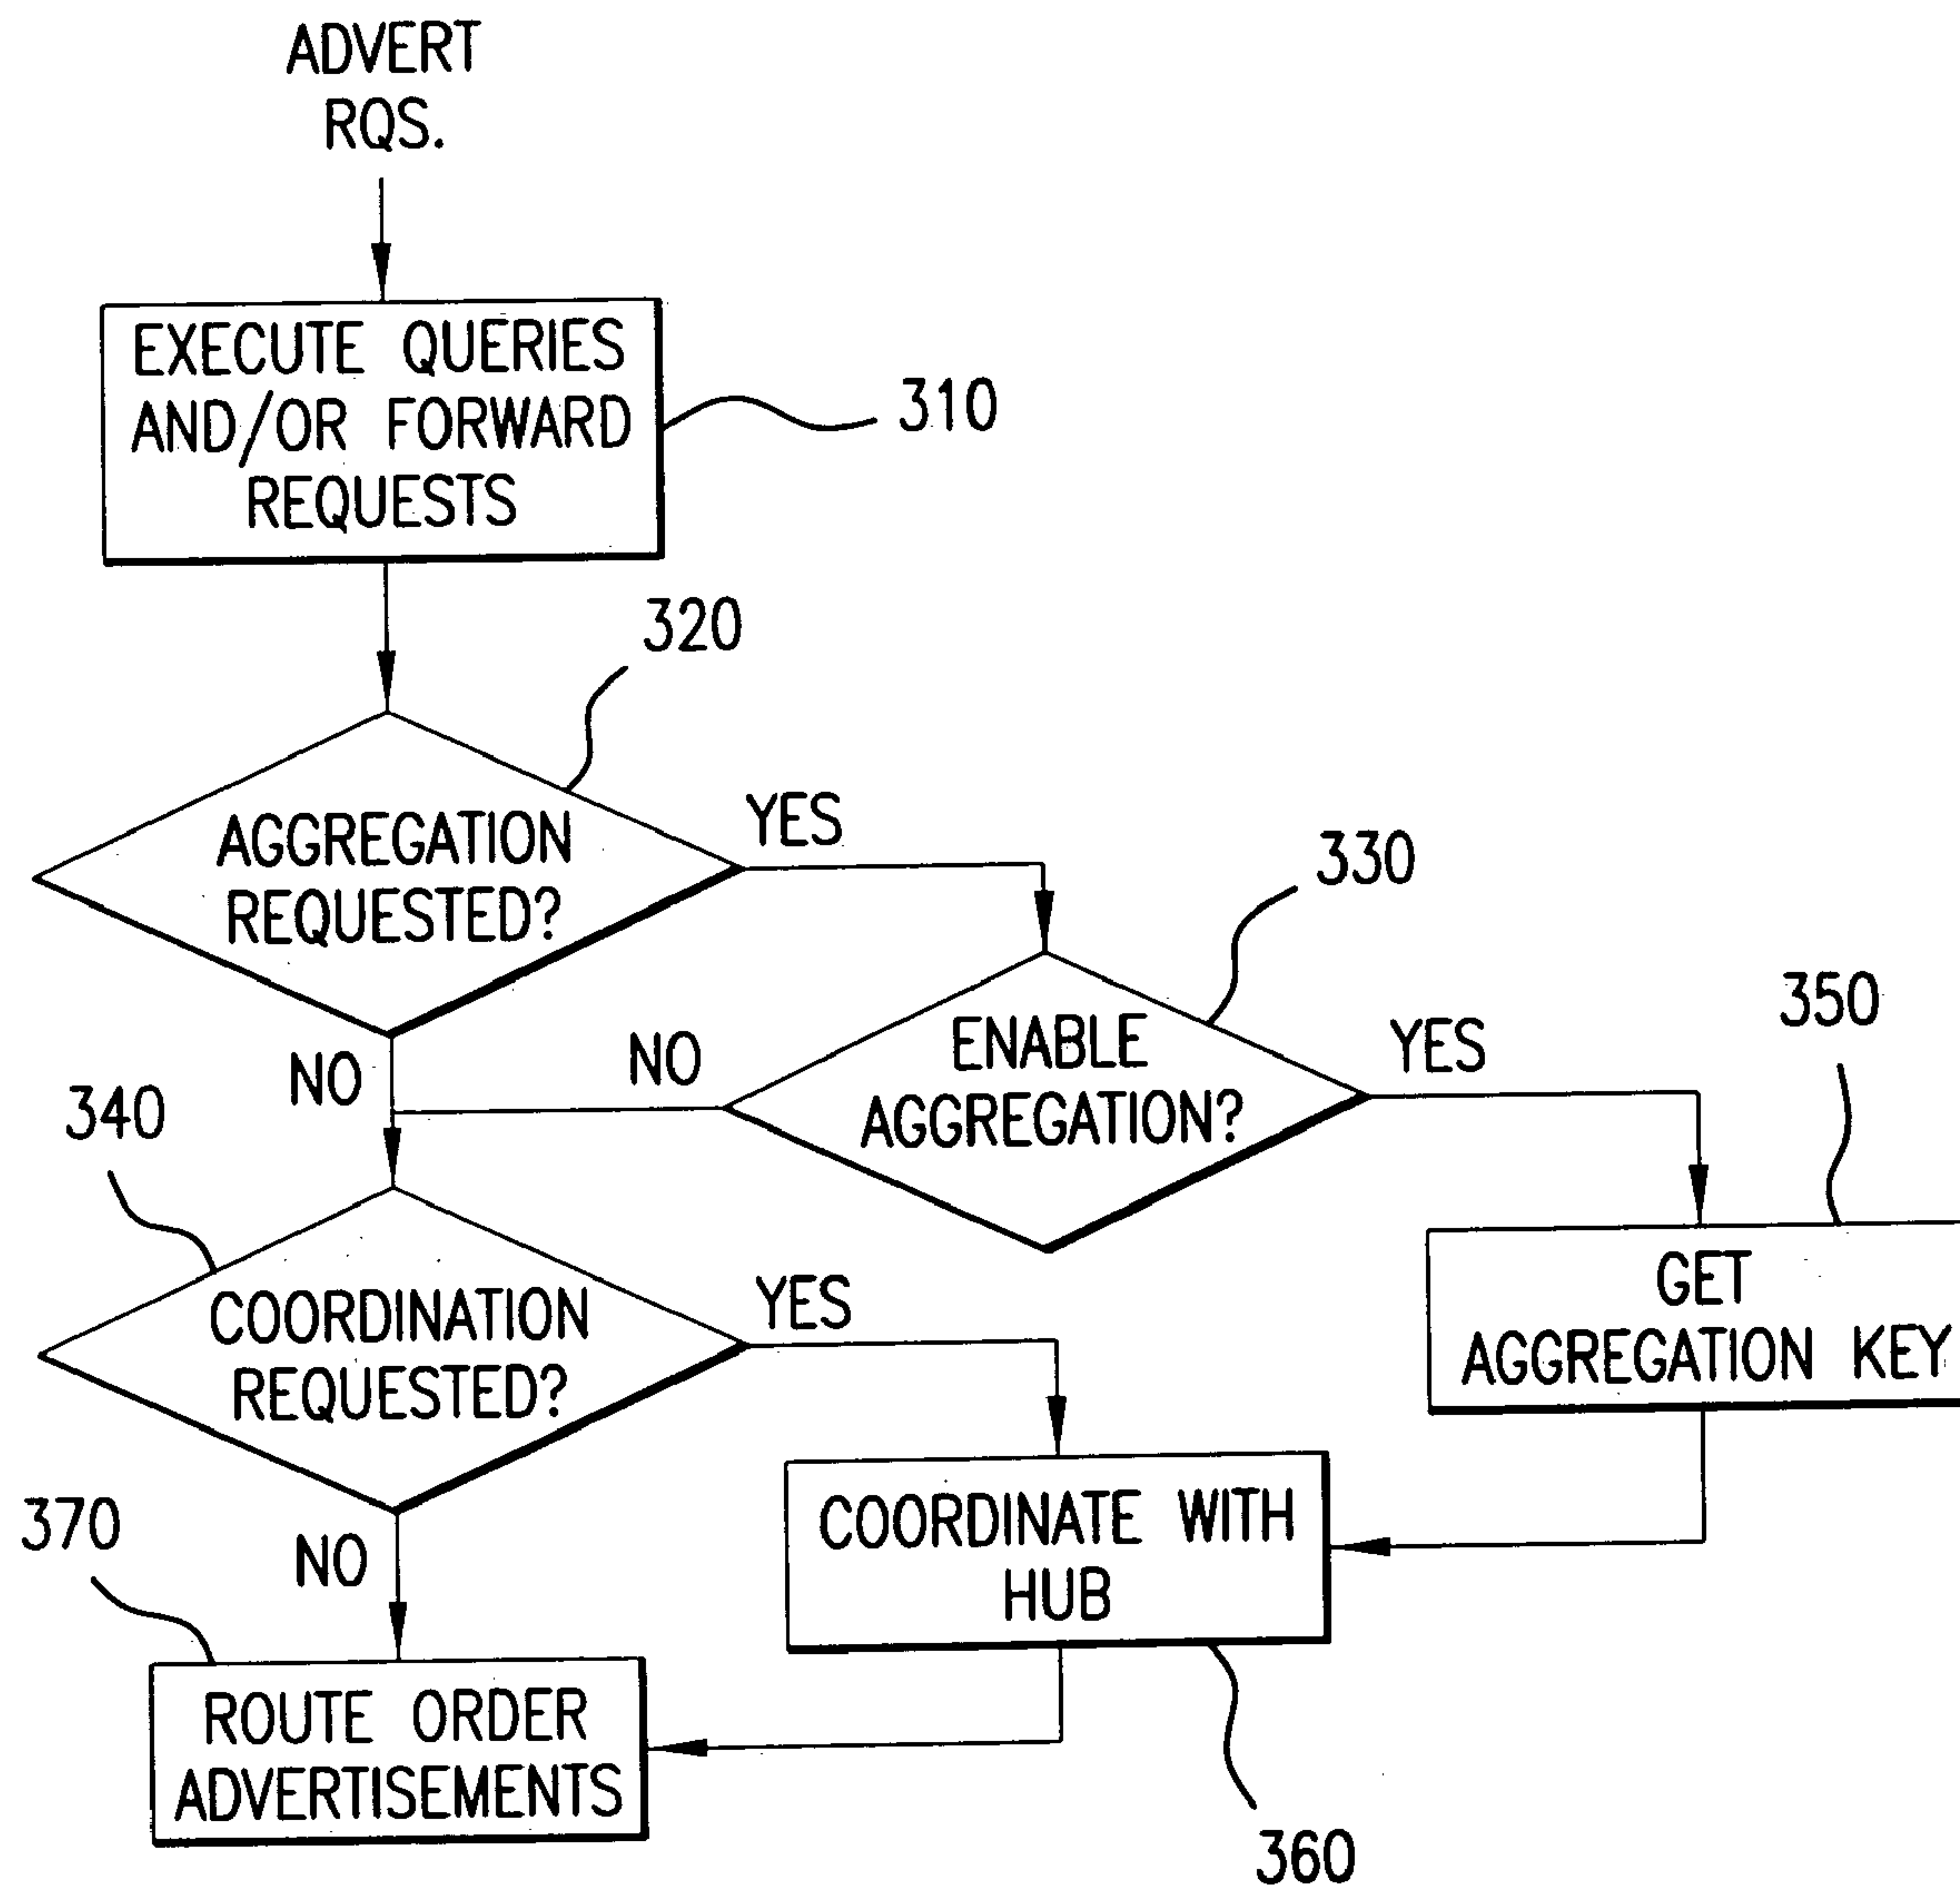 ADVERT
RQS.
EXECUTE QUERIES
AND/OR FORWARD
REQUESTS
310
320
AGGREGATION
REQUESTED?
YES
330
NO
NO
ENABLE
AGGREGATION?
YES
350
340
COORDINATION
REQUESTED?
YES
GET
AGGREGATION KEY
370
NO
COORDINATE WITH
HUB
ROUTE ORDER
ADVERTISEMENTS
360